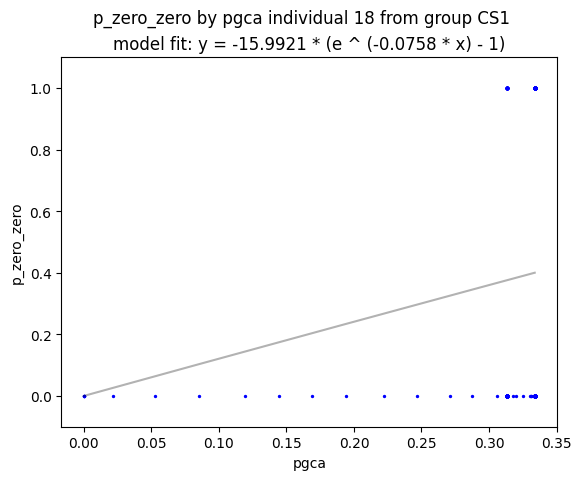 p_zero_zero by pgca individual 18 from group CS1
model fit: y = -15.9921 * (e ^ (-0.0758 * x) - 1)
1.0
0.8
0.6
0.4
0.2
0.0
p_zero_zero
0.00 0.05 0.10 0.15 0.20 0.25 0.30 0.35
pgca